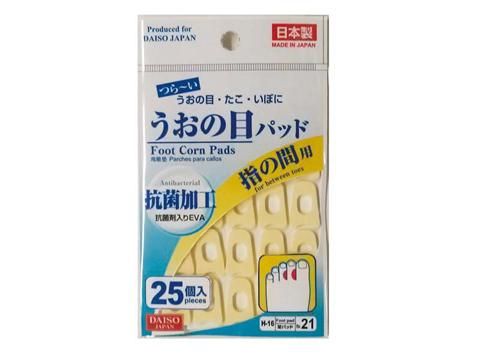 Produced for
DAISO JAPAN
日本製
MADE IN JAPAN
つら〜い
うおの目・たこ・いぼに
うおの目パッド
Foot Corn Pads
Parches para callos
指の間用
for between toes
Antibacterial
抗菌加工
抗菌剤入りEVA
25個入
pieces
DAISO
JAPAN
H-16
Foot pad
21